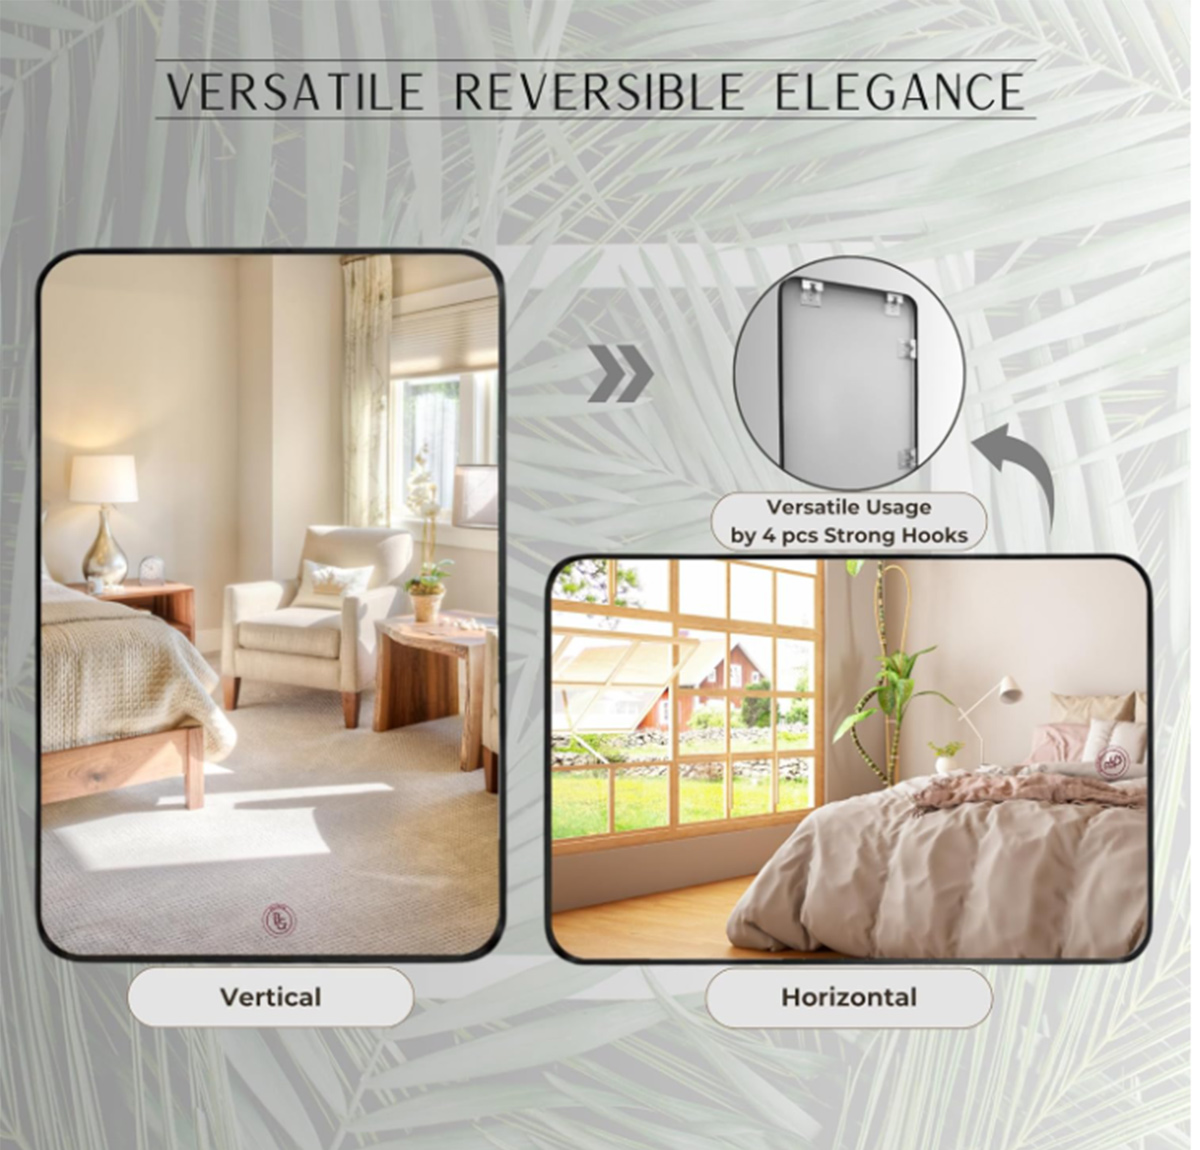 VERSATILE REVERSIBLE ELEGANCE
Versatile Usage
by 4 pcs Strong Hooks
Vertical
Horizontal